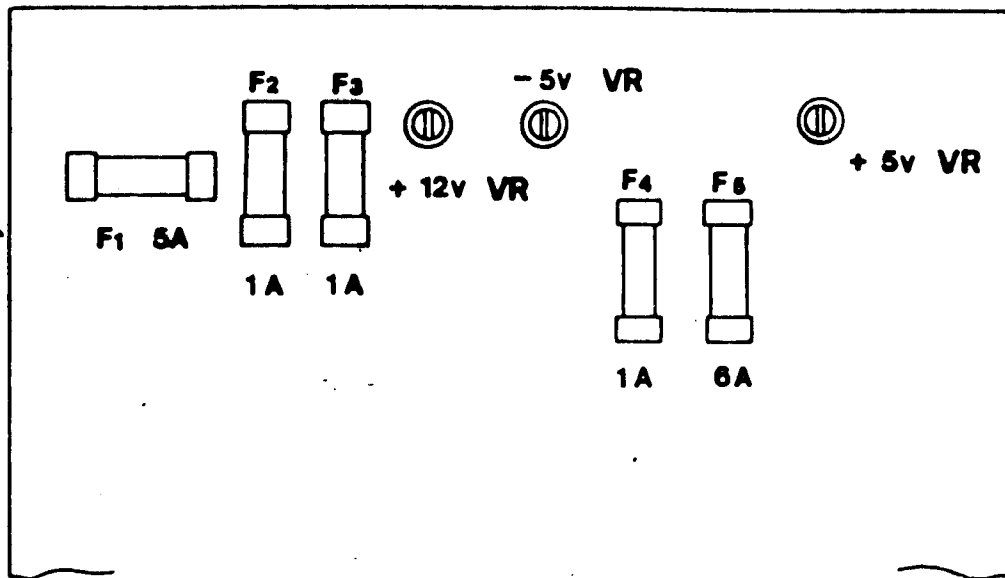 F2 F3
- 5v VR
+ 12v VR
+ 5v VR
F1 5A
1A 1A
F4 F5
1A 6A